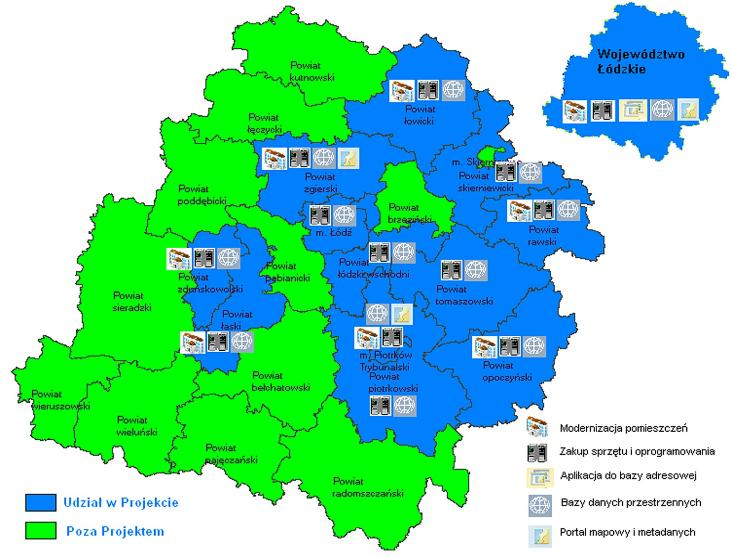 Województwo
Łódzkie
Powiat
kutnowski
Powiat
łowicki
Powiat
łęczycki
m.
Powiat
skierniewicki
Powiat
zgierski
Powiat
poddębicki
Powiat
brzeziński
Powiat
rawski
m. Łódź
Powiat
łódzki wschodni
Powiat
pabianicki
Powiat
zduńskowolski
Powiat
tomaszowski
Powiat
sieradzki
Powiat
łaski
m. Piotrków
Trybunalski
Powiat
piotrkowski
Powiat
opoczyński
Powiat
bełchatowski
Powiat
wieruszowski
Powiat
wieluński
Powiat
pajęczański
Powiat
radomszczański
Modernizacja pomieszczeń
Zakup sprzętu i oprogramowania
Aplikacja do bazy adresowej
Bazy danych przestrzennych
Portal mapowy i metadanych
Udział w Projekcie
Poza Projektem